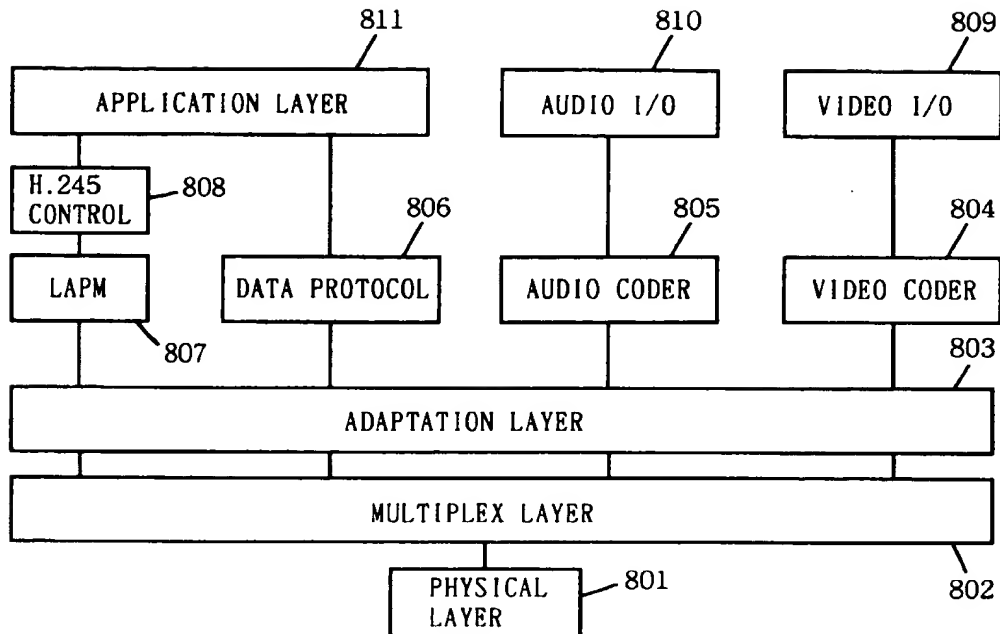 811
810
809
APPLICATION LAYER
AUDIO I/O
VIDEO I/O
H.245
CONTROL
808
806
805
804
LAPM
DATA PROTOCOL
AUDIO CODER
VIDEO CODER
807
803
ADAPTATION LAYER
MULTIPLEX LAYER
802
PHYSICAL
LAYER
801